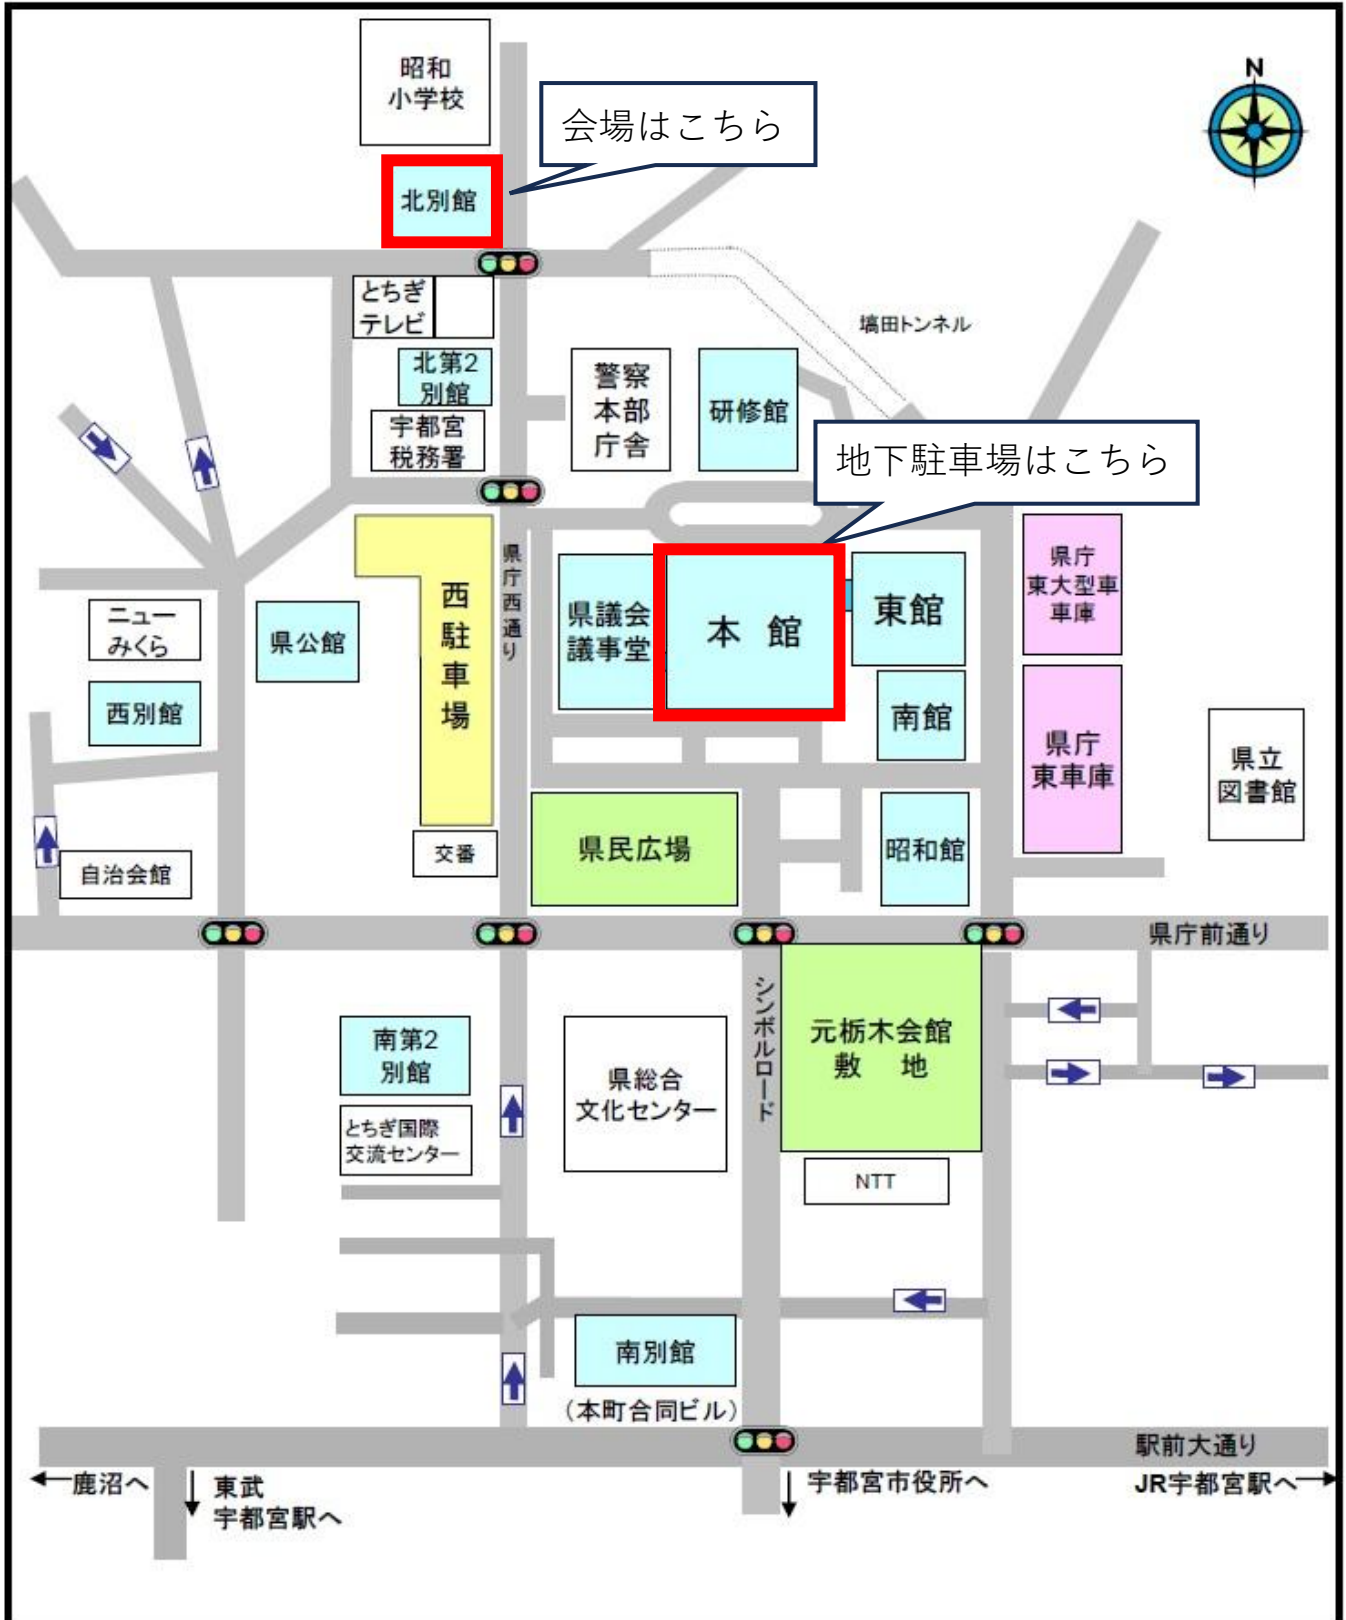 昭和
小学校
N
会場はこちら
北別館
とちぎ
テレビ
塙田トンネル
北第2
別館
警察
本部
庁舎
研修館
宇都宮
税務署
地下駐車場はこちら
県庁西通り
県庁
東大型車
車庫
西駐車場
ニュー
みくら
県公館
県議会
議事堂
本 館
東館
西別館
南館
県庁
東車庫
県立
図書館
交番
県民広場
昭和館
自治会館
県庁前通り
シンボルロード
元栃木会館
敷 地
南第2
別館
県総合
文化センター
とちぎ国際
交流センター
NTT
南別館
（本町合同ビル）
駅前大通り
鹿沼へ
東武
宇都宮駅へ
宇都宮市役所へ
JR宇都宮駅へ